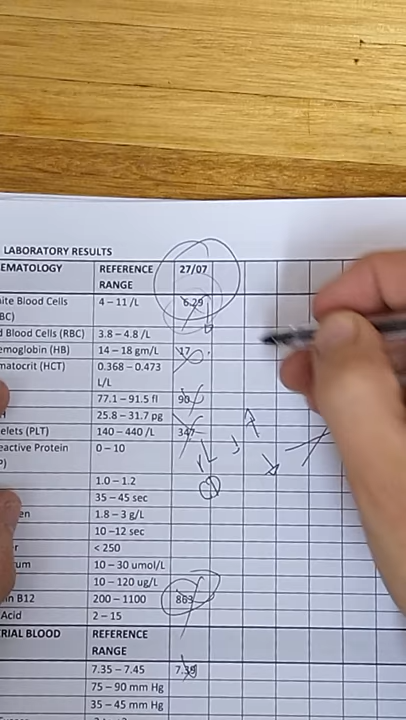 LABORATORY RESULTS
EMATOLOGY REFERENCE RANGE 27/07
ite Blood Cells BC) 4 – 11 /L 6.29
d Blood Cells (RBC) 3.8 – 4.8 /L
emoglobin (HB) 14 – 18 gm/L 17
matocrit (HCT) 0.368 – 0.473 L/L
77.1 – 91.5 fl 90
H 25.8 – 31.7 pg
elets (PLT) 140 – 440 /L 347
eactive Protein P) 0 – 10
1.0 – 1.2
35 – 45 sec
en 1.8 – 3 g/L
10 – 12 sec
r < 250
um 10 – 30 umol/L
10 – 120 ug/L
in B12 200 – 1100 863
Acid 2 – 15
ERIAL BLOOD REFERENCE RANGE
7.35 – 7.45
75 – 90 mm Hg
35 – 45 mm Hg